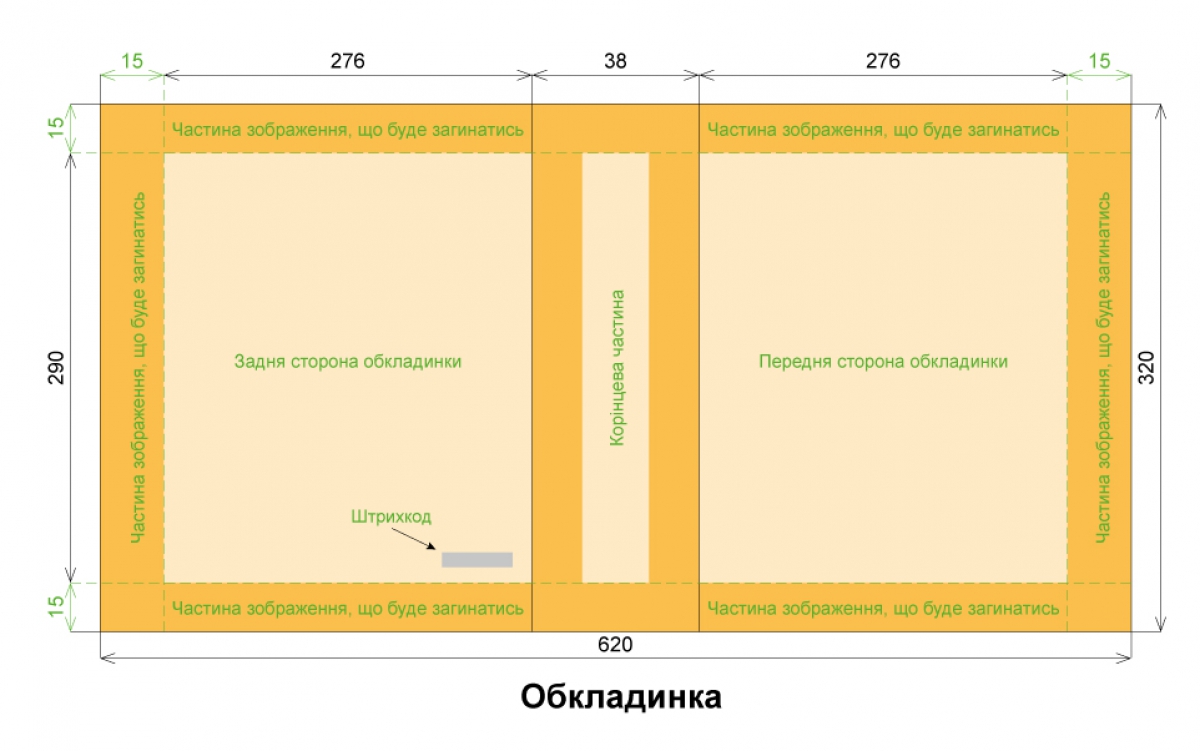 15 276 38 276 15
15
Частина зображення, що буде загинатись
Частина зображення, що буде загинатись
Частина зображення, що буде загинатись
Частина зображення, що буде загинатись
290
Задня сторона обкладинки
Корінцева частина
Передня сторона обкладинки
320
Штрихкод
15
Частина зображення, що буде загинатись
Частина зображення, що буде загинатись
620
Обкладинка